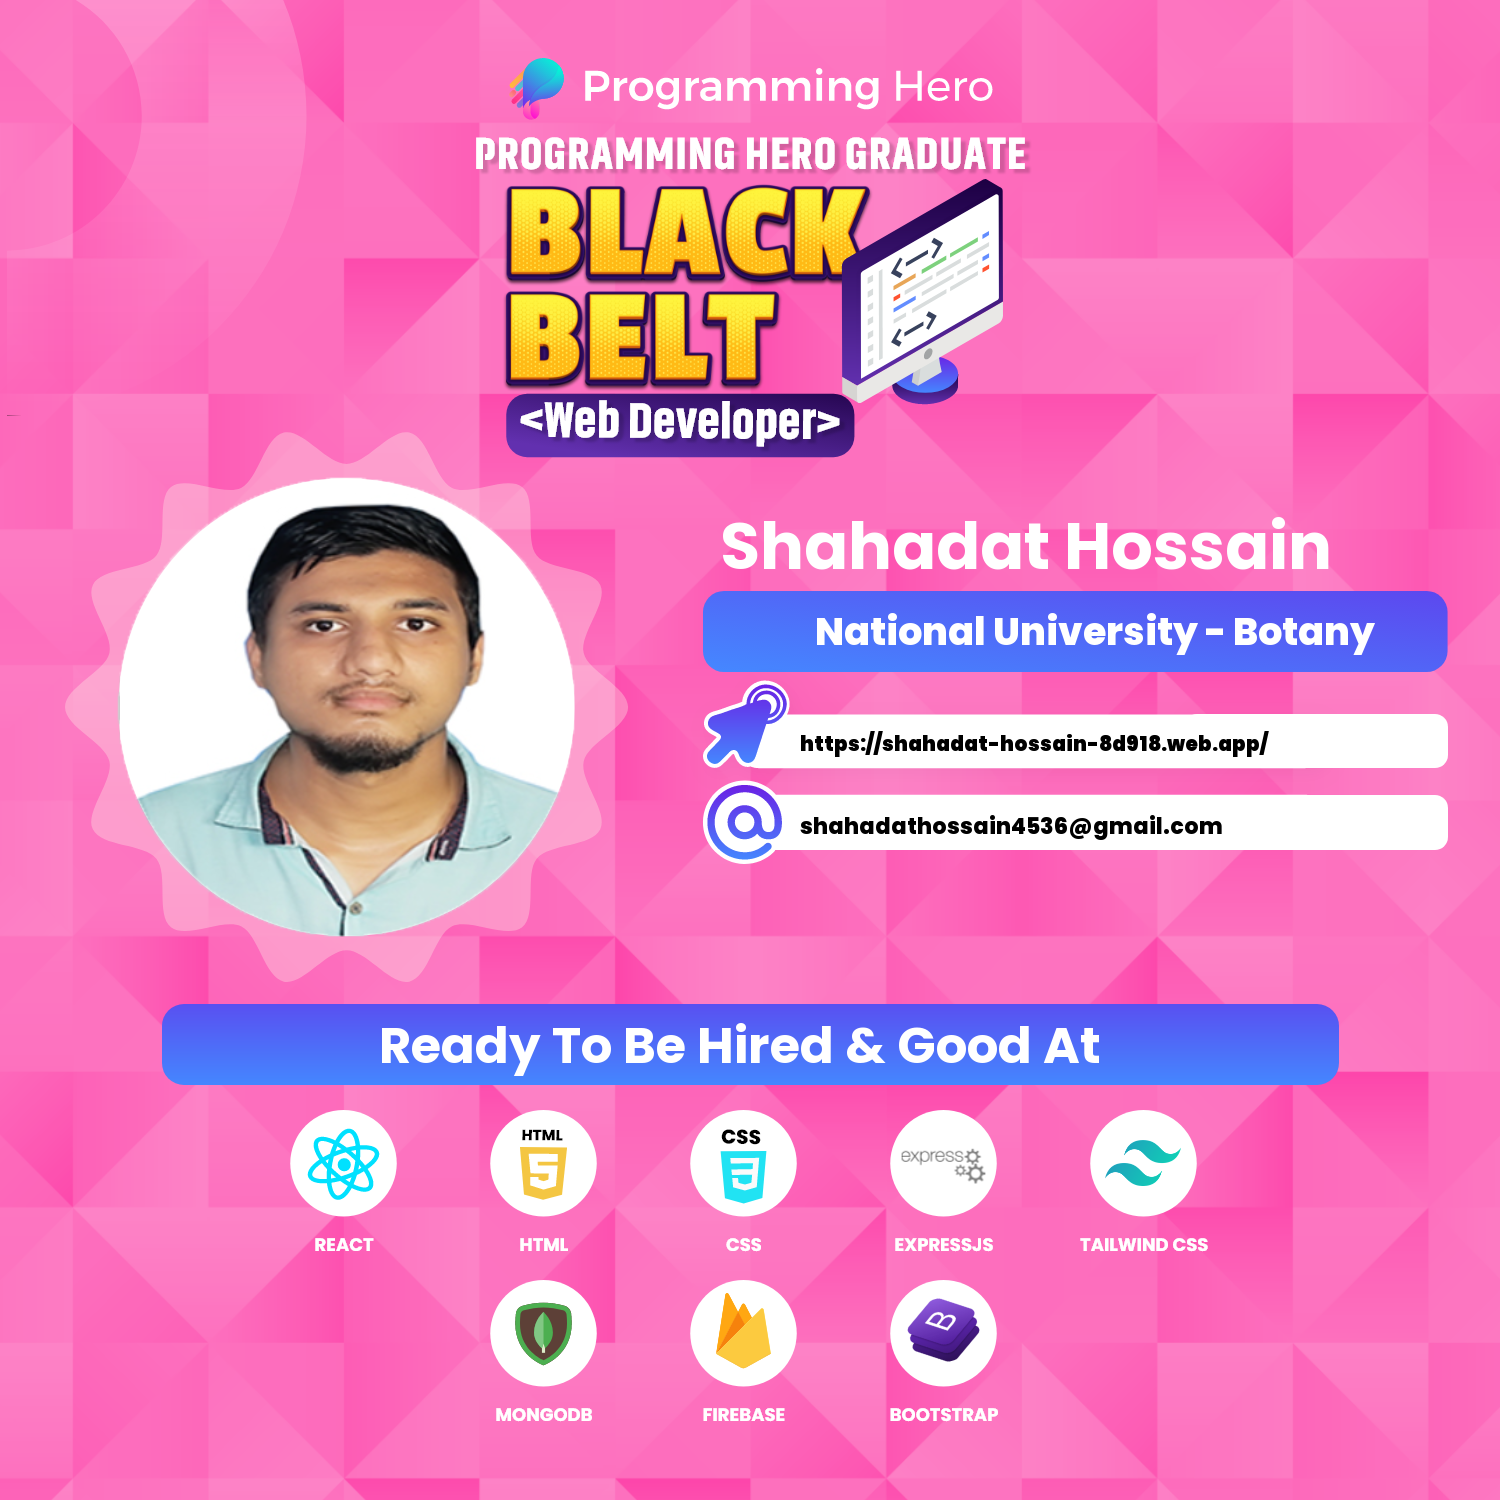 Programming Hero
PROGRAMMING HERO GRADUATE
BLACK
BELT
<Web Developer>
Shahadat Hossain
National University - Botany
https://shahadat-hossain-8d918.web.app/
shahadathossain4536@gmail.com
Ready To Be Hired & Good At
HTML
5
CSS
3
express
REACT
HTML
CSS
EXPRESSJS
TAILWIND CSS
B
MONGODB
FIREBASE
BOOTSTRAP